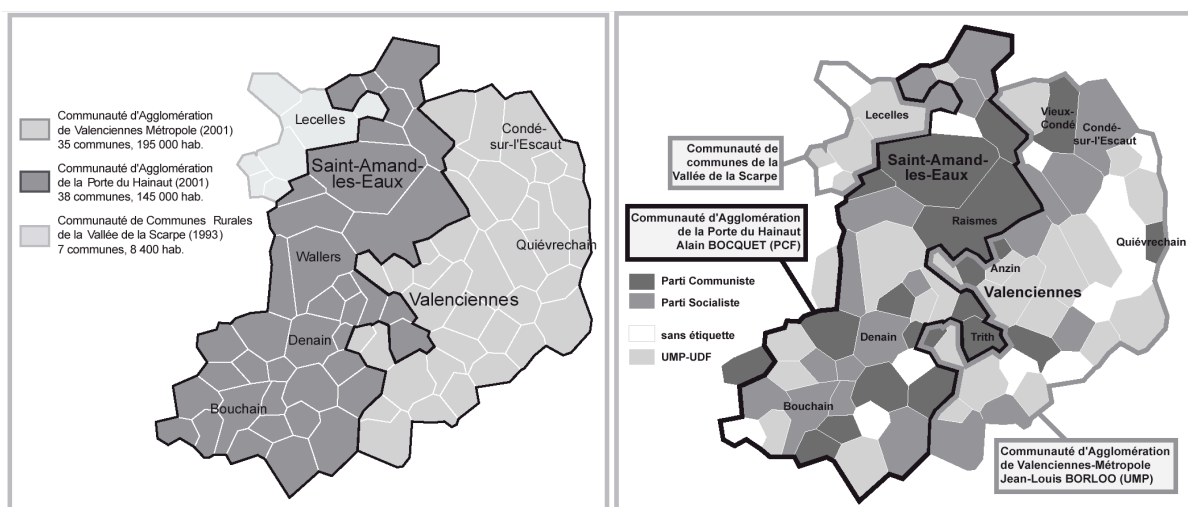 Communauté d'Agglomération
de Valenciennes Métropole (2001)
35 communes, 195 000 hab.
Communauté d'Agglomération
de la Porte du Hainaut (2001)
38 communes, 145 000 hab.
Communauté de Communes Rurales
de la Vallée de la Scarpe (1993)
7 communes, 8 400 hab.
Lecelles
Condé-
sur-l'Escaut
Saint-Amand-
les-Eaux
Quiévrechain
Wallers
Valenciennes
Denain
Bouchain
Lecelles
Vieux-
Condé
Condé-
sur-l'Escaut
Communauté de
communes de la
Vallée de la Scarpe
Saint-Amand-
les-Eaux
Raismes
Communauté d'Agglomération
de la Porte du Hainaut
Alain BOCQUET (PCF)
Quiévrechain
Anzin
Valenciennes
Parti Communiste
Parti Socialiste
sans étiquette
UMP-UDF
Denain
Trith
Bouchain
Communauté d'Agglomération
de Valenciennes-Métropole
Jean-Louis BORLOO (UMP)